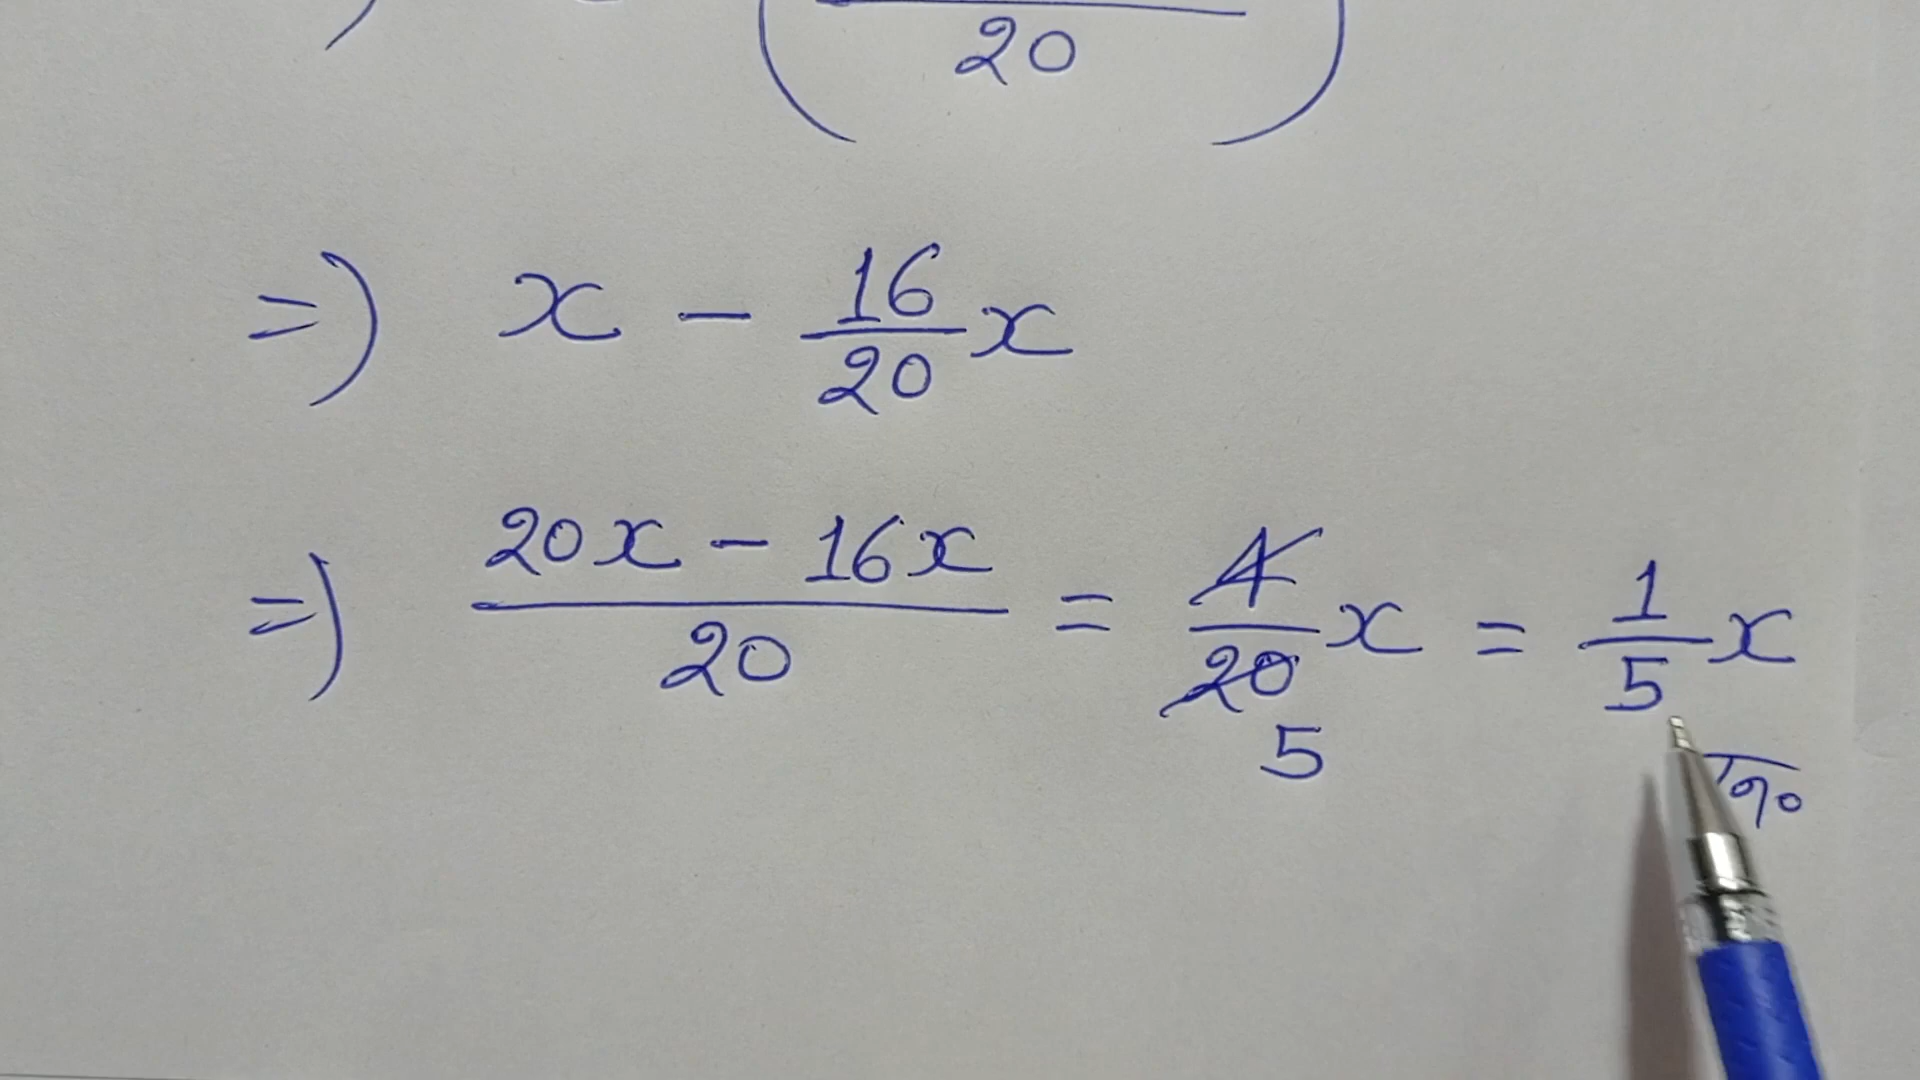 20
=> x - 16/20 x
=> (20x - 16x)/20 = 4/20 x = 1/5 x
5